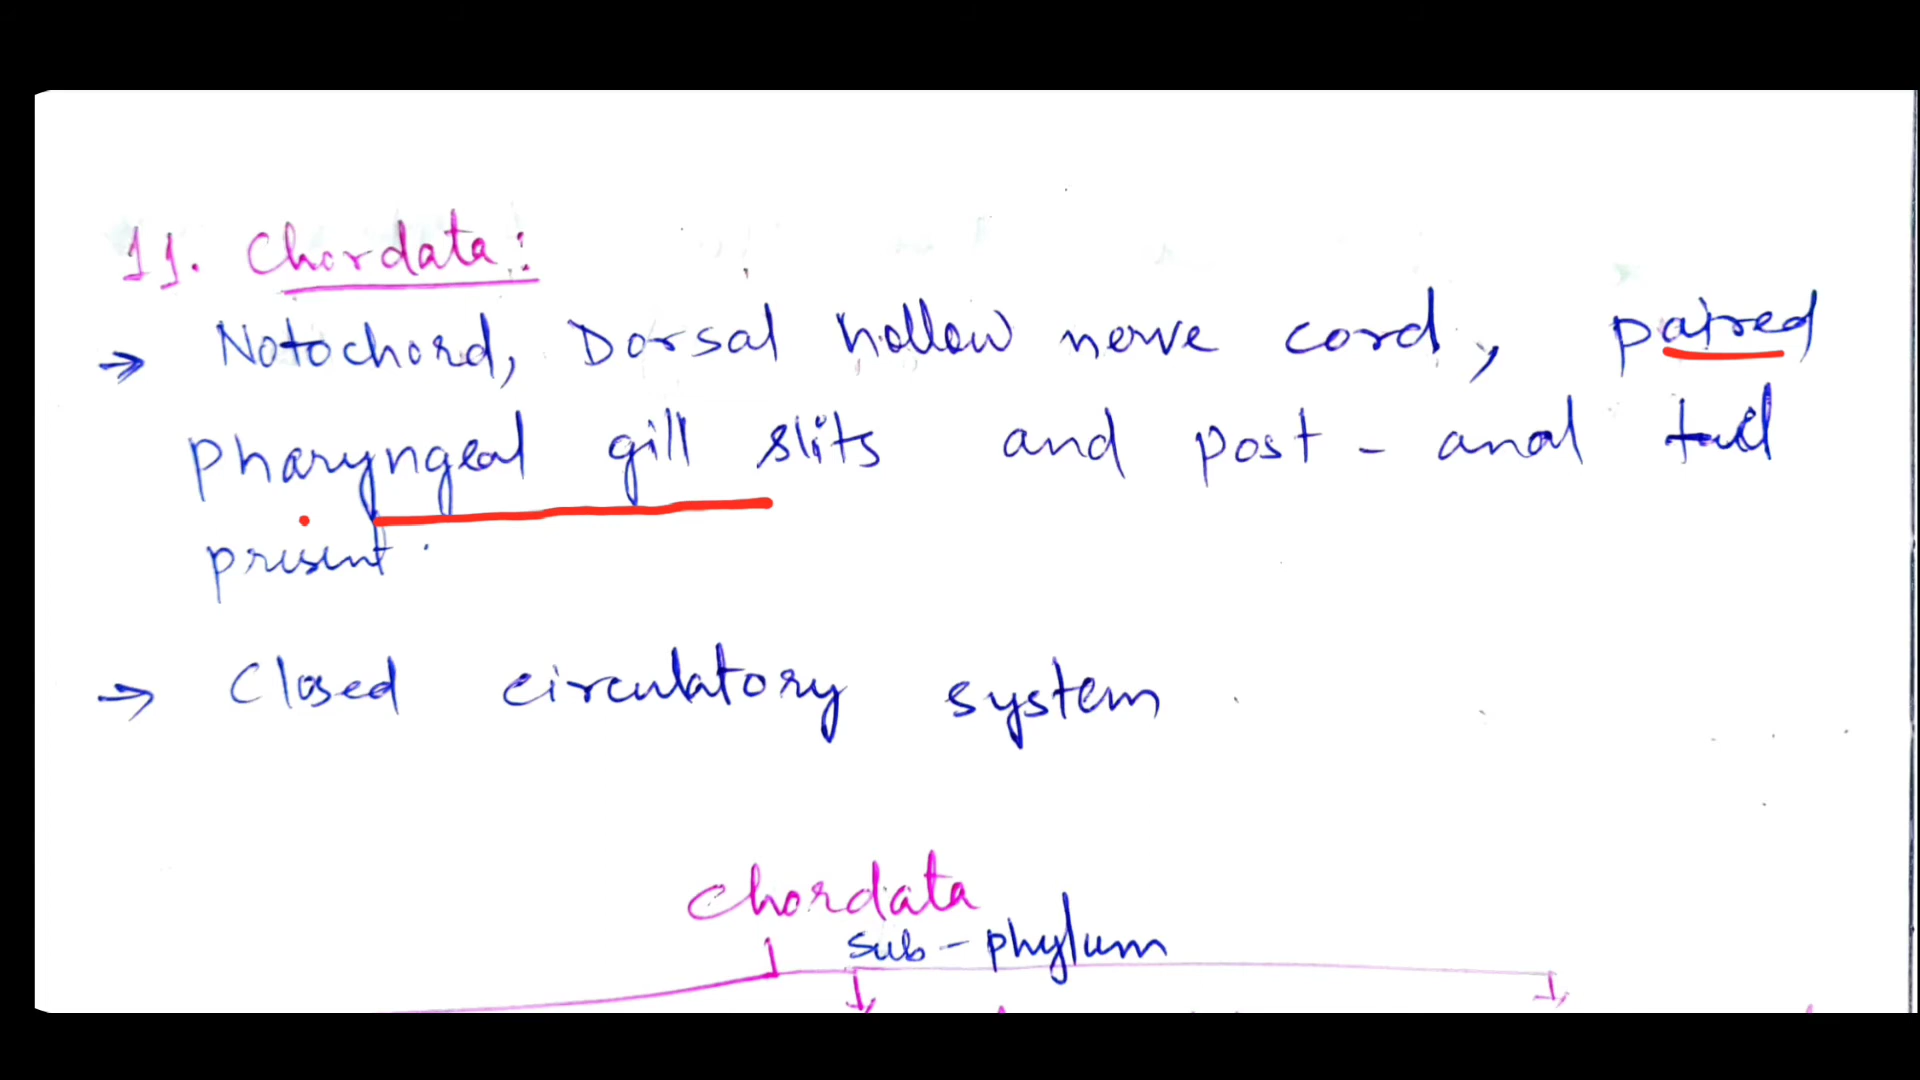 11. Chordata:
→ Notochord, Dorsal hollow nerve cord, paired
pharyngeal gill slits and post - anal tail
present.
→ Closed circulatory system.
Chordata
sub - phylum